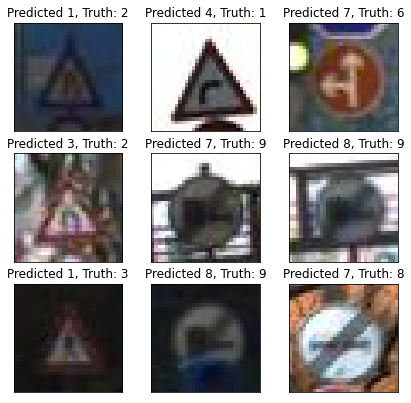 Predicted 1, Truth: 2
Predicted 4, Truth: 1
Predicted 7, Truth: 6
Predicted 3, Truth: 2
Predicted 7, Truth: 9
Predicted 8, Truth: 9
Predicted 1, Truth: 3
Predicted 8, Truth: 9
Predicted 7, Truth: 8